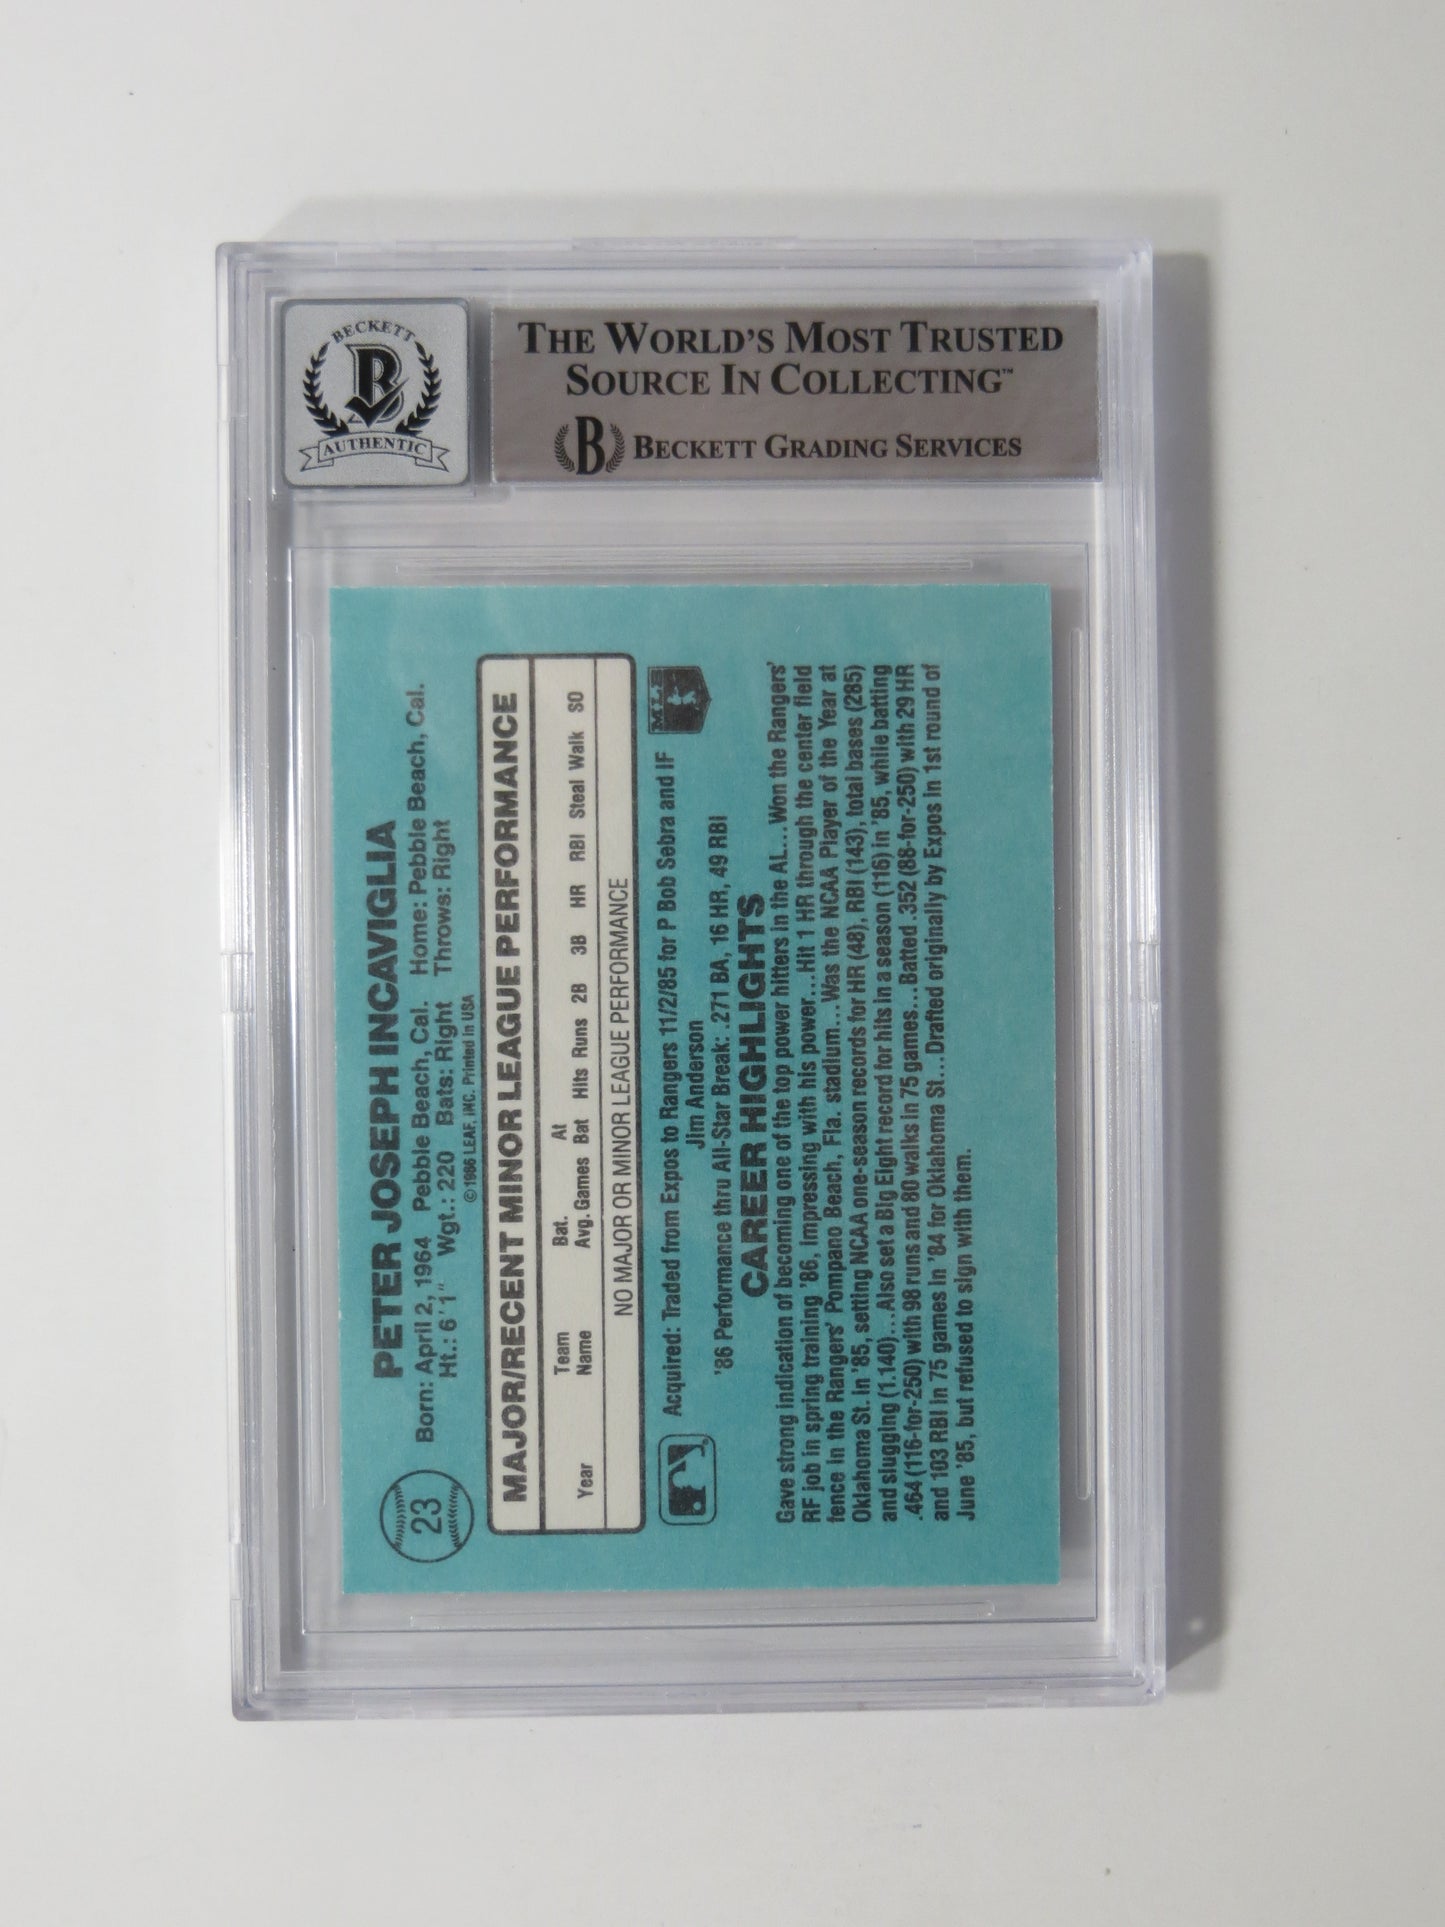 BECKETT
B
AUTHENTIC
THE WORLD'S MOST TRUSTED
SOURCE IN COLLECTING™
B BECKETT GRADING SERVICES
23
PETER JOSEPH INCAVIGLIA
Born: April 2, 1964 Pebble Beach, Cal. Home: Pebble Beach, Cal.
Ht.: 6'1" Wgt.: 220 Bats: Right Throws: Right
© 1986 LEAF, INC. Printed in USA
MAJOR/RECENT MINOR LEAGUE PERFORMANCE
Team Bat. At
Year Name Avg. Games Bat Hits Runs 2B 3B HR RBI Steal Walk SO
NO MAJOR OR MINOR LEAGUE PERFORMANCE
Acquired: Traded from Expos to Rangers 11/2/85 for P Bob Sebra and IF
Jim Anderson
'86 Performance thru All-Star Break: .271 BA, 16 HR, 49 RBI
CAREER HIGHLIGHTS
Gave strong indication of becoming one of the top power hitters in the AL...Won the Rangers'
RF job in spring training '86, impressing with his power...Hit 1 HR through the center field
fence in the Rangers' Pompano Beach, Fla. stadium...Was the NCAA Player of the Year at
Oklahoma St. in '85, setting NCAA one-season records for HR (48), RBI (143), total bases (285)
and slugging (1.140)...Also set a Big Eight record for hits in a season (116) in '85, while batting
.464 (116-for-250) with 98 runs and 80 walks in 75 games...Batted .352 (88-for-250) with 29 HR
and 103 RBI in 75 games in '84 for Oklahoma St...Drafted originally by Expos in 1st round of
June '85, but refused to sign with them.